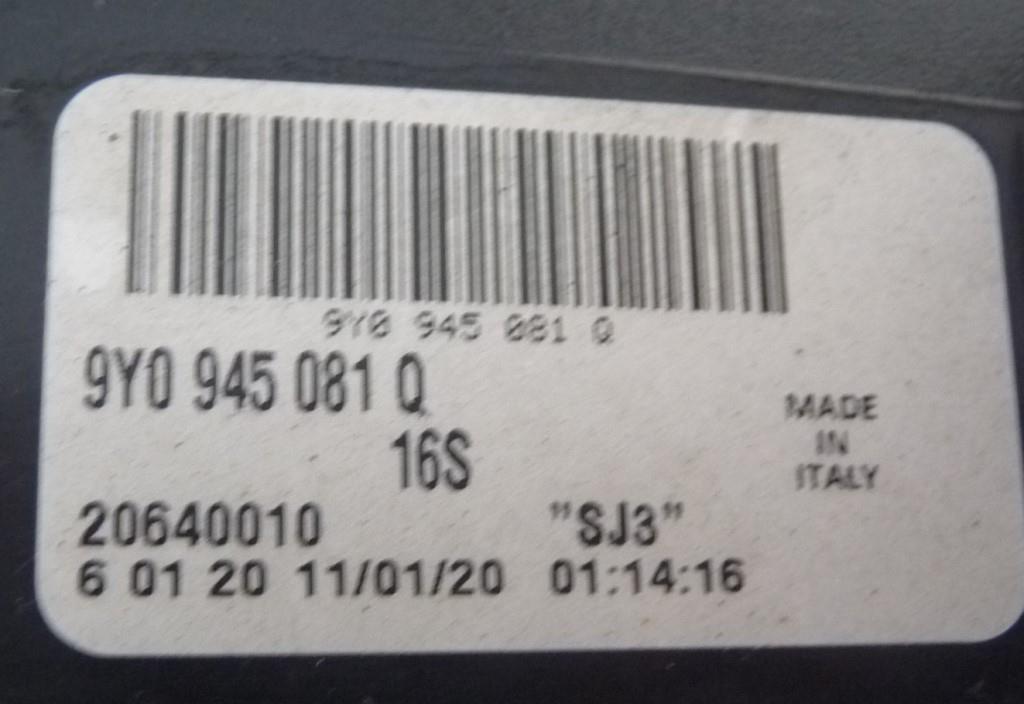 9Y0 945 081 Q
9Y0 945 081 Q
16S
MADE
IN
ITALY
20640010 "SJ3"
6 01 20 11/01/20 01:14:16